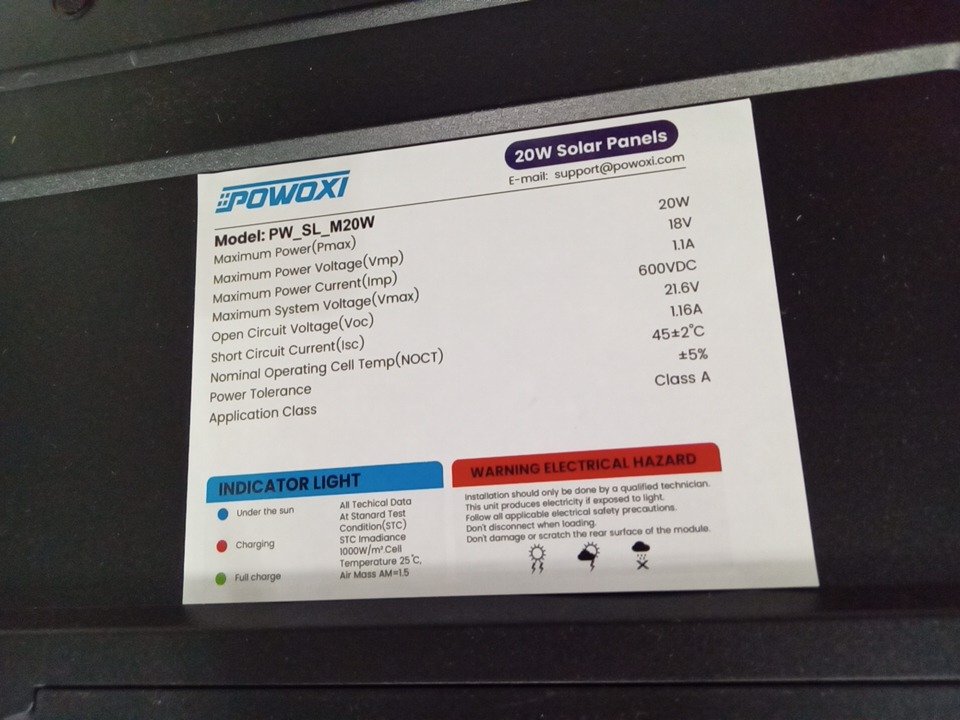 POWOXI
20W Solar Panels
E-mail: support@powoxi.com
Model: PW_SL_M20W
Maximum Power(Pmax) 20W
Maximum Power Voltage(Vmp) 18V
Maximum Power Current(Imp) 1.1A
Maximum System Voltage(Vmax) 600VDC
Open Circuit Voltage(Voc) 21.6V
Short Circuit Current(Isc) 1.16A
Nominal Operating Cell Temp(NOCT) 45±2°C
Power Tolerance ±5%
Application Class Class A
INDICATOR LIGHT
Under the sun
Charging
Full charge
All Techical Data
At Stanard Test
Condition(STC)
STC Imadiance
1000W/m² Cell
Temperature 25°C,
Air Mass AM=1.5
WARNING ELECTRICAL HAZARD
Installation should only be done by a qualified technician.
This unit produces electricity if exposed to light.
Follow all applicable electrical safety precautions.
Don't disconnect when loading.
Don't damage or scratch the rear surface of the module.